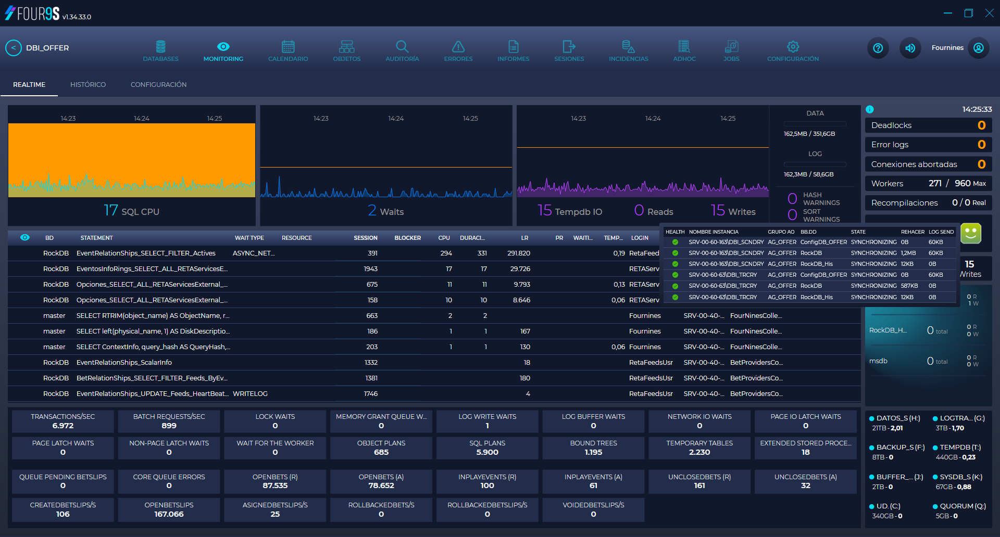 FOUR9S v1.34.33.0
< DBI_OFFER
DATABASES MONITORING CALENDARIO OBJETOS AUDITORÍA ERRORES INFORMES SESIONES INCIDENCIAS ADHOC JOBS CONFIGURACIÓN
Fournines
REALTIME HISTÓRICO CONFIGURACIÓN
14:23 14:24 14:25
17 SQL CPU
14:23 14:24 14:25
2 Waits
14:23 14:24 14:25
15 Tempdb IO 0 Reads 15 Writes
DATA
162,5MB / 351,6GB
LOG
162,3MB / 58,6GB
0 HASH WARNINGS
0 SORT WARNINGS
14:25:33
Deadlocks 0
Error logs 0
Conexiones abortadas 0
Workers 271 / 960 Max
Recompilaciones 0 / 0 Real
HEALTH NOMBRE INSTANCIA GRUPO AO BB.DD STATE REHACER LOG SEND
SRV-00-60-163\DBI_SCNDRY AG_OFFER ConfigDB_OFFER SYNCHRONIZING 0B 60KB
SRV-00-60-163\DBI_SCNDRY AG_OFFER RockDB SYNCHRONIZING 1,2MB 60KB
SRV-00-60-163\DBI_SCNDRY AG_OFFER RockDB_His SYNCHRONIZING 12KB 0B
SRV-00-60-63\DBI_TRCRY AG_OFFER ConfigDB_OFFER SYNCHRONIZING 0B 60KB
SRV-00-60-63\DBI_TRCRY AG_OFFER RockDB SYNCHRONIZING 587KB 0B
SRV-00-60-63\DBI_TRCRY AG_OFFER RockDB_His SYNCHRONIZING 12KB 0B
15
Writes
0 R
1 W
RockDB_H... 0 total 0 R
0 W
msdb 0 total 0 R
0 W
BD STATEMENT WAIT TYPE RESOURCE SESSION BLOCKER CPU DURACI... LR PR WAITI... TEMP... LOGIN
RockDB EventRelationShips_SELECT_FILTER_Actives ASYNC_NET... 391 294 331 291.820 0,19 RetaFeed
RockDB EventosInfoRings_SELECT_ALL_RETAServicesE... 1943 17 17 29.726 RETAServ
RockDB Opciones_SELECT_ALL_RETAServicesExternal_... 675 11 11 9.793 0,13 RETAServ
RockDB Opciones_SELECT_ALL_RETAServicesExternal_... 158 10 10 8.646 0,06 RETAServ
master SELECT RTRIM(object_name) AS ObjectName, r... 663 2 2 Fournines SRV-00-40-... FourNinesColle...
master SELECT left(physical_name, 1) AS DiskDescriptio... 186 1 1 167 Fournines SRV-00-40-... FourNinesColle...
master SELECT ContextInfo, query_hash AS QueryHash,... 203 1 1 130 0,06 Fournines SRV-00-40-... FourNinesColle...
RockDB EventRelationShips_ScalarInfo 1332 18 RetaFeedsUsr SRV-00-40-... BetProvidersCo...
RockDB BetRelationShips_SELECT_FILTER_Feeds_ByEv... 1381 180 RetaFeedsUsr SRV-00-40-... BetProvidersCo...
RockDB EventRelationShips_UPDATE_Feeds_HeartBeat... WRITELOG 1746 4 RetaFeedsUsr SRV-00-40-... BetProvidersCo...
TRANSACTIONS/SEC BATCH REQUESTS/SEC LOCK WAITS MEMORY GRANT QUEUE W... LOG WRITE WAITS LOG BUFFER WAITS NETWORK IO WAITS PAGE IO LATCH WAITS
6.972 899 0 0 1 0 0 0
PAGE LATCH WAITS NON-PAGE LATCH WAITS WAIT FOR THE WORKER OBJECT PLANS SQL PLANS BOUND TREES TEMPORARY TABLES EXTENDED STORED PROCE...
0 0 0 685 5.900 1.195 2.230 18
QUEUE PENDING BETSLIPS CORE QUEUE ERRORS OPENBETS (R) OPENBETS (A) INPLAYEVENTS (R) INPLAYEVENTS (A) UNCLOSEDBETS (R) UNCLOSEDBETS (A)
0 0 87.535 78.652 100 61 161 32
CREATEDBETSLIPS/S OPENBETSLIPS ASIGNEDBETSLIPS/S ROLLBACKEDBETS/S ROLLBACKEDBETSLIPS/S VOIDEDBETSLIPS/S
106 167.066 25 0 0 0
DATOS_S (H:) LOGTRA... (G:)
21TB - 2,01 3TB - 1,70
BACKUP_S (F:) TEMPDB (T:)
8TB - 0 440GB - 0,23
BUFFER_... (J:) SYSDB_S (K:)
2TB - 0 67GB - 0,88
UD. (C:) QUORUM (Q:)
340GB - 0 5GB - 0